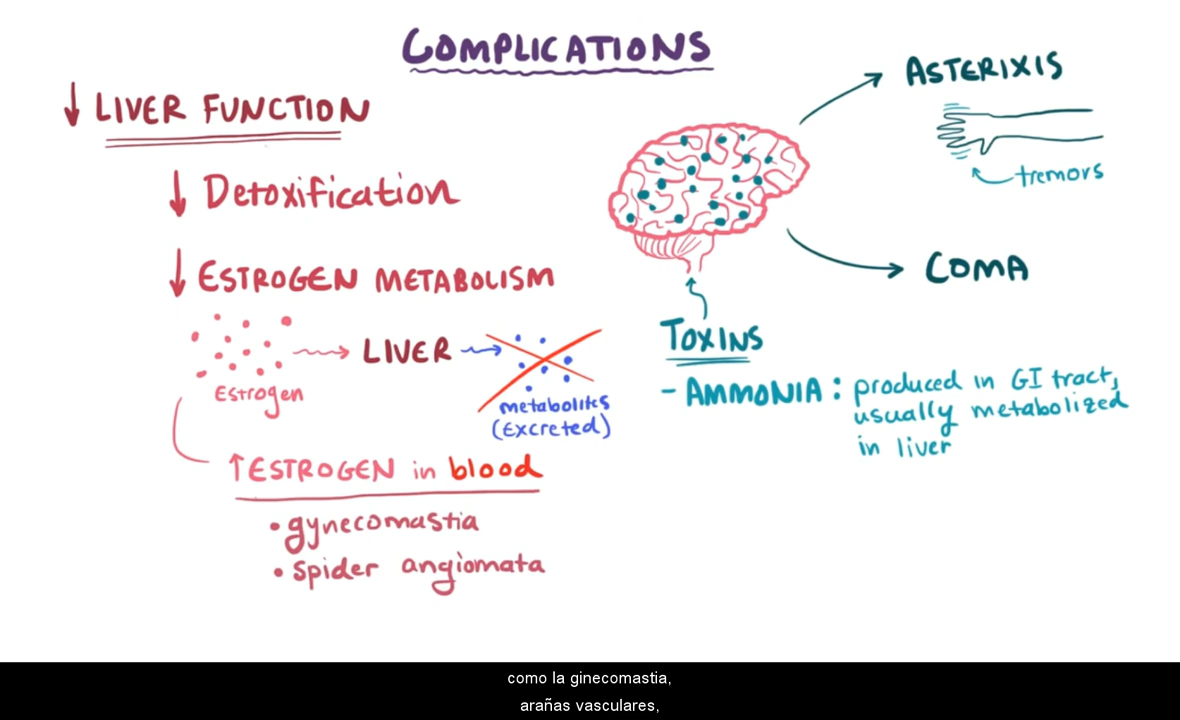 COMPLICATIONS
↓ LIVER FUNCTION
↓ Detoxification
↓ ESTROGEN METABOLISM
Estrogen
LIVER
metabolites
(Excreted)
↑ ESTROGEN in blood
• gynecomastia
• spider angiomata
ASTERIXIS
tremors
COMA
TOXINS
- AMMONIA: produced in GI tract,
usually metabolized
in liver
como la ginecomastia,
arañas vasculares,